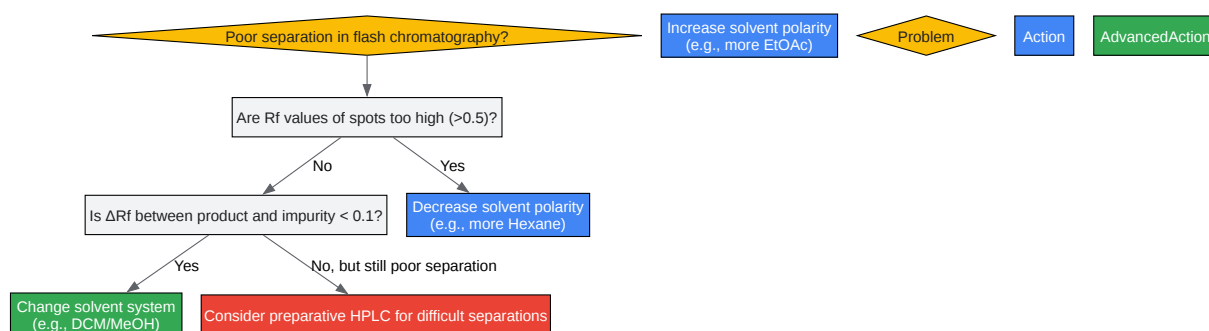 Poor separation in flash chromatography?
Increase solvent polarity
(e.g., more EtOAc)
Problem
Action
AdvancedAction
Are Rf values of spots too high (>0.5)?
No
Yes
Is ΔRf between product and impurity < 0.1?
Decrease solvent polarity
(e.g., more Hexane)
Yes
No, but still poor separation
Change solvent system
(e.g., DCM/MeOH)
Consider preparative HPLC for difficult separations